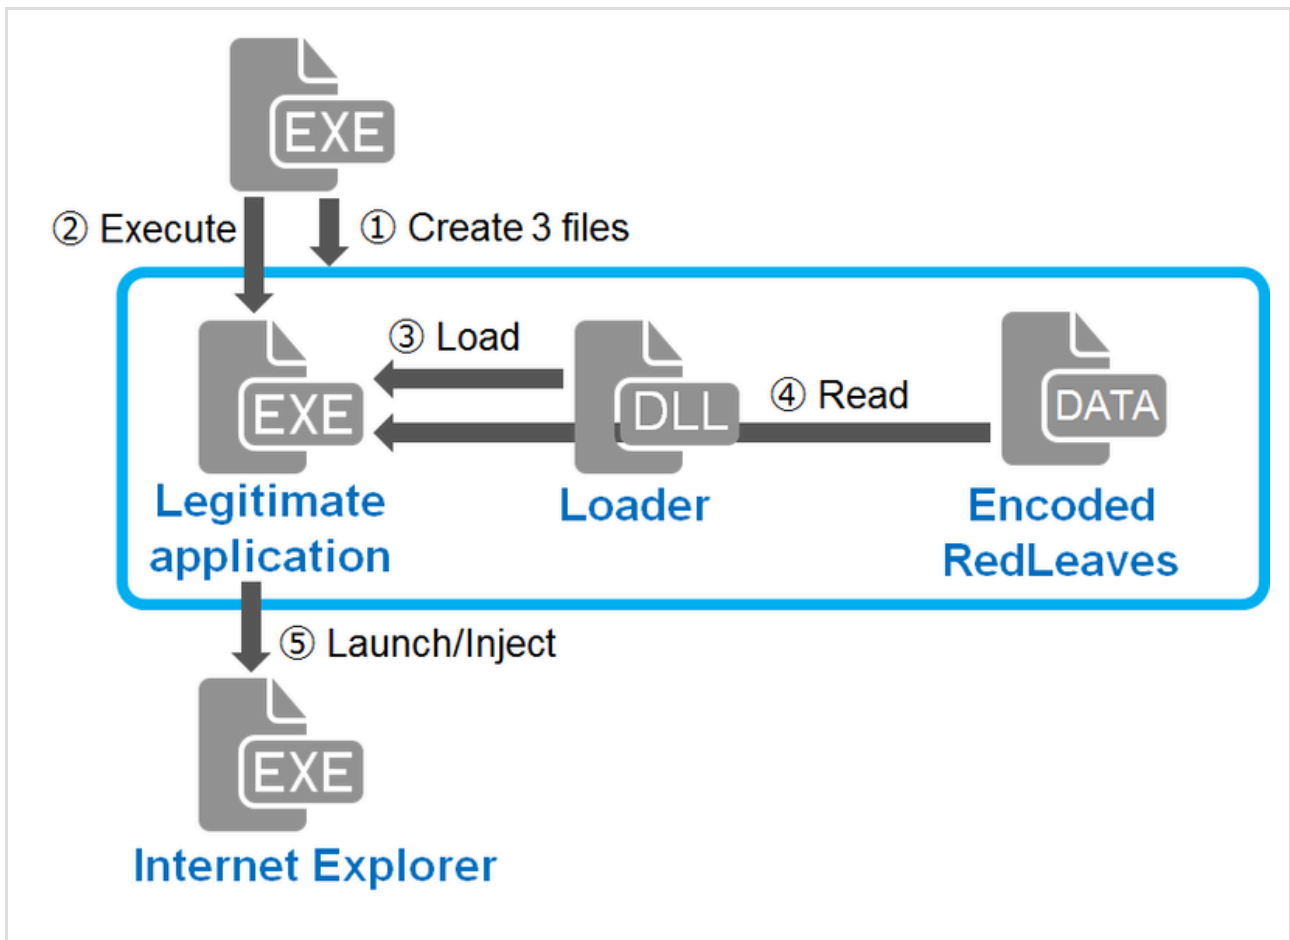 EXE
② Execute
① Create 3 files
③ Load
EXE
DLL
④ Read
DATA
Legitimate
application
Loader
Encoded
RedLeaves
⑤ Launch/Inject
EXE
Internet Explorer